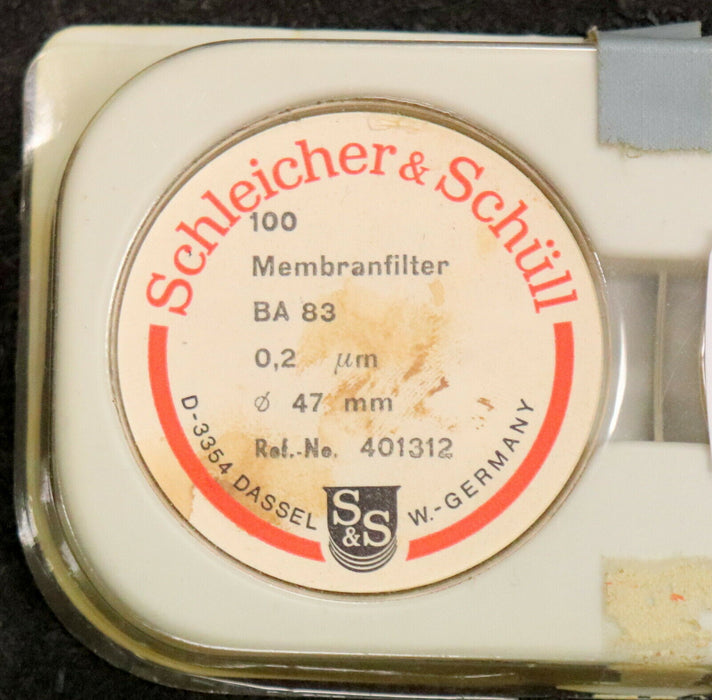 Schleicher & Schüll
100
Membranfilter
BA 83
0,2 µm
ø 47 mm
Ref.-No. 401312
D-3354 DASSEL
S&S
W.-GERMANY